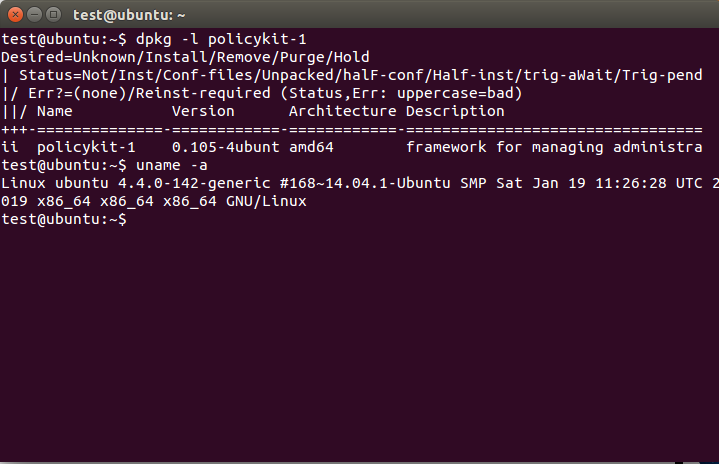 test@ubuntu: ~
test@ubuntu:~$ dpkg -l policykit-1
Desired=Unknown/Install/Remove/Purge/Hold
| Status=Not/Inst/Conf-files/Unpacked/halF-conf/Half-inst/trig-aWait/Trig-pend
|/ Err?=(none)/Reinst-required (Status,Err: uppercase=bad)
||/ Name           Version      Architecture Description
+++-==============-============-============-=================================
ii  policykit-1    0.105-4ubunt amd64        framework for managing administra
test@ubuntu:~$ uname -a
Linux ubuntu 4.4.0-142-generic #168~14.04.1-Ubuntu SMP Sat Jan 19 11:26:28 UTC 2
019 x86_64 x86_64 x86_64 GNU/Linux
test@ubuntu:~$